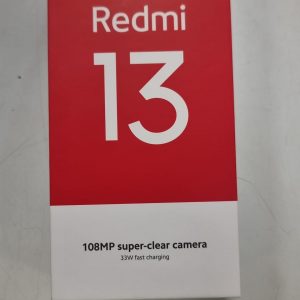 Redmi
13
108MP super-clear camera
33W fast charging